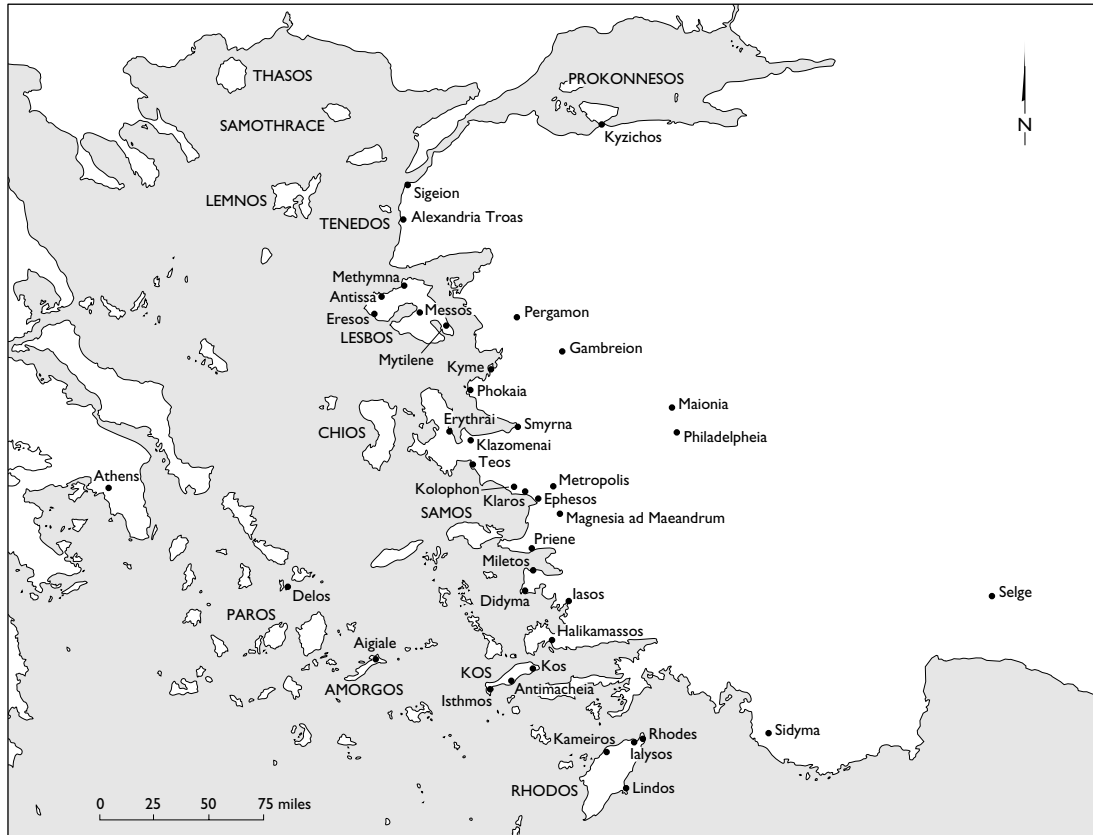 THASOS
PROKONNESOS
SAMOTHRACE
Kyzichos
N
Sigeion
LEMNOS
TENEDOS
Alexandria Troas
Methymna
Antissa
Messos
Eresos
LESBOS
Mytilene
Pergamon
Gambreion
Kyme
Phokaia
Maionia
Erythrai
Smyrna
CHIOS
Philadelpheia
Klazomenai
Teos
Athens
Metropolis
Kolophon
Klaros
Ephesos
SAMOS
Magnesia ad Maeandrum
Priene
Miletos
Delos
Didyma
Iasos
Selge
PAROS
Halikamassos
Aigiale
KOS
Kos
AMORGOS
Antimacheia
Isthmos
Kameiros
Rhodes
Ialysos
Sidyma
RHODOS
Lindos
0 25 50 75 miles